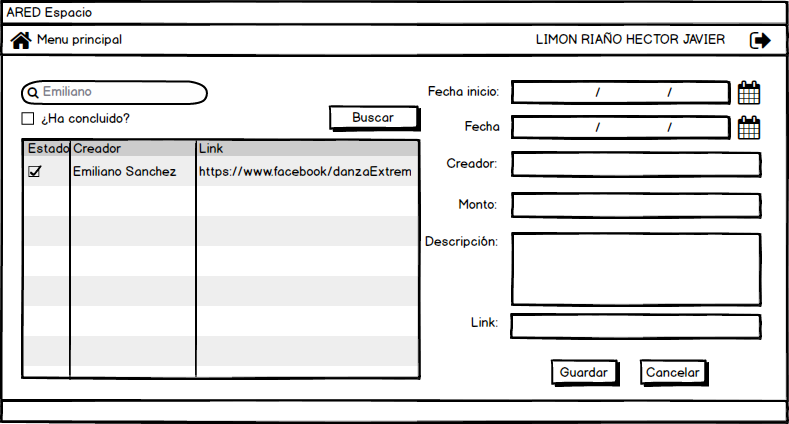 ARED Espacio
Menu principal
LIMON RIAÑO HECTOR JAVIER
Emiliano
¿Ha concluido?
Buscar
Estado Creador Link
Emiliano Sanchez https://www.facebook/danzaExtrem
Fecha inicio: / /
Fecha / /
Creador:
Monto:
Descripción:
Link:
Guardar Cancelar